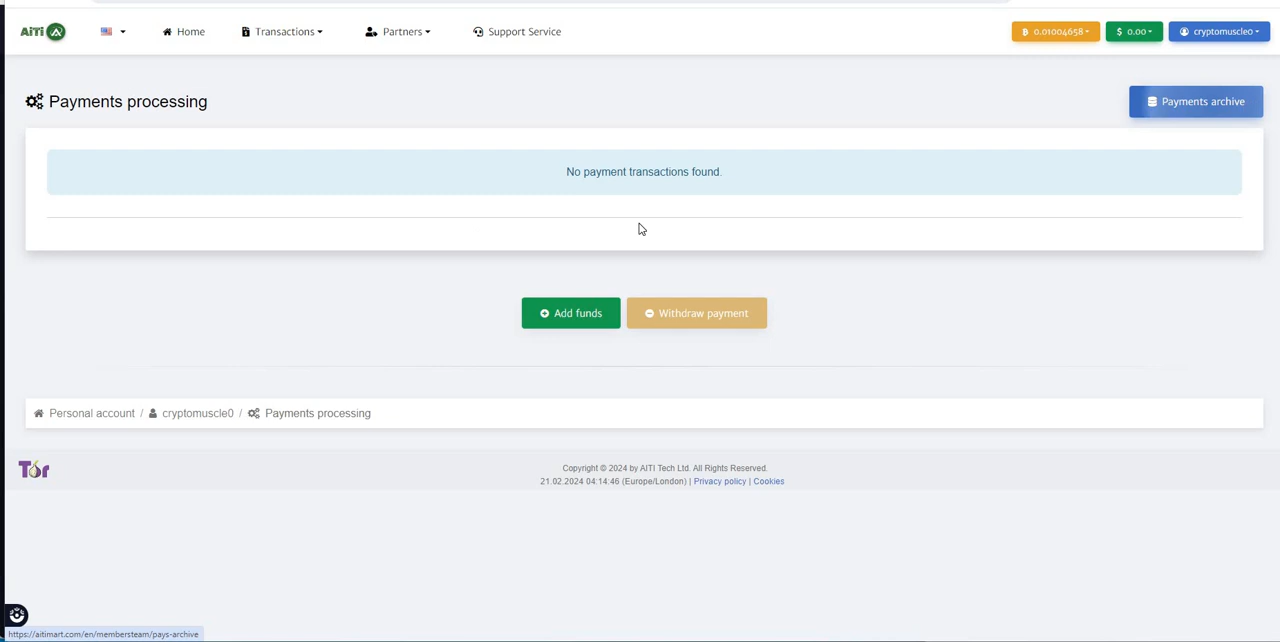 AiTi
Home
Transactions
Partners
Support Service
0.01004658
$ 0.00
cryptomuscle0
Payments processing
Payments archive
No payment transactions found.
Add funds
Withdraw payment
Personal account / cryptomuscle0 / Payments processing
Tor
Copyright © 2024 by AITI Tech Ltd. All Rights Reserved.
21.02.2024 04:14:46 (Europe/London) | Privacy policy | Cookies
https://aitimart.com/en/membersteam/pays-archive